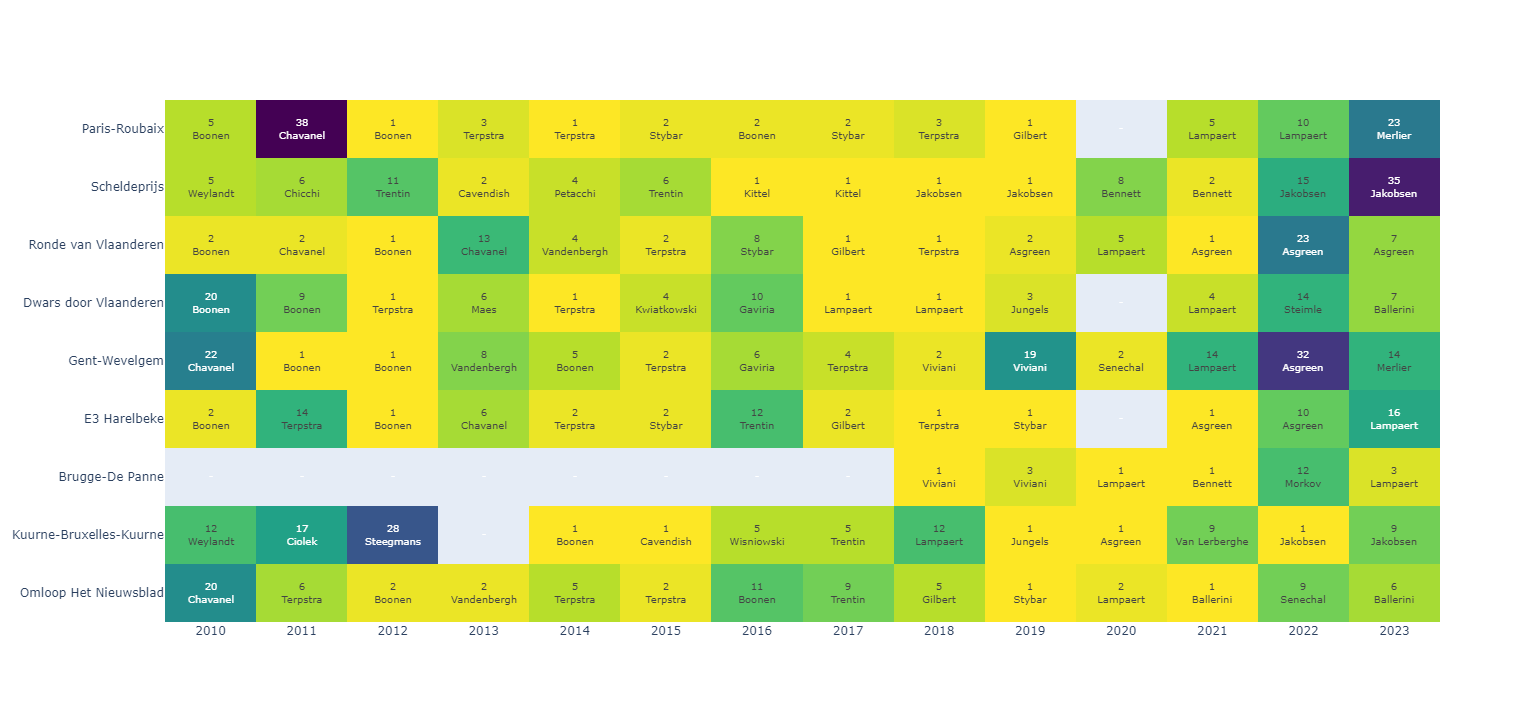 Paris-Roubaix 5 38 1 3 1 2 2 2 3 1 - 5 10 23
Boonen Chavanel Boonen Terpstra Terpstra Stybar Boonen Stybar Terpstra Gilbert Lampaert Lampaert Merlier
Scheldeprijs 5 6 11 2 4 6 1 1 1 1 8 2 15 35
Weylandt Chicchi Trentin Cavendish Petacchi Trentin Kittel Kittel Jakobsen Jakobsen Bennett Bennett Jakobsen Jakobsen
Ronde van Vlaanderen 2 2 1 13 4 2 8 1 1 2 5 1 23 7
Boonen Chavanel Boonen Chavanel Vandenbergh Terpstra Stybar Gilbert Terpstra Asgreen Lampaert Asgreen Asgreen Asgreen
Dwars door Vlaanderen 20 9 1 6 1 4 10 1 1 3 - 4 14 7
Boonen Boonen Terpstra Maes Terpstra Kwiatkowski Gaviria Lampaert Lampaert Jungels Lampaert Steimle Ballerini
Gent-Wevelgem 22 1 1 8 5 2 6 4 2 19 2 14 32 14
Chavanel Boonen Boonen Vandenbergh Boonen Terpstra Gaviria Terpstra Viviani Viviani Senechal Lampaert Asgreen Merlier
E3 Harelbeke 2 14 1 6 2 2 12 2 1 1 - 1 10 16
Boonen Terpstra Boonen Chavanel Terpstra Stybar Trentin Gilbert Terpstra Stybar Asgreen Asgreen Lampaert
Brugge-De Panne - - - - - - - - 1 3 1 1 12 3
Viviani Viviani Lampaert Bennett Morkov Lampaert
Kuurne-Bruxelles-Kuurne 12 17 28 - 1 1 5 5 12 1 1 9 1 9
Weylandt Ciolek Steegmans Boonen Cavendish Wisniowski Trentin Lampaert Jungels Asgreen Van Lerberghe Jakobsen Jakobsen
Omloop Het Nieuwsblad 20 6 2 2 5 2 11 9 5 1 2 1 9 6
Chavanel Terpstra Boonen Vandenbergh Terpstra Terpstra Boonen Trentin Gilbert Stybar Lampaert Ballerini Senechal Ballerini
2010 2011 2012 2013 2014 2015 2016 2017 2018 2019 2020 2021 2022 2023